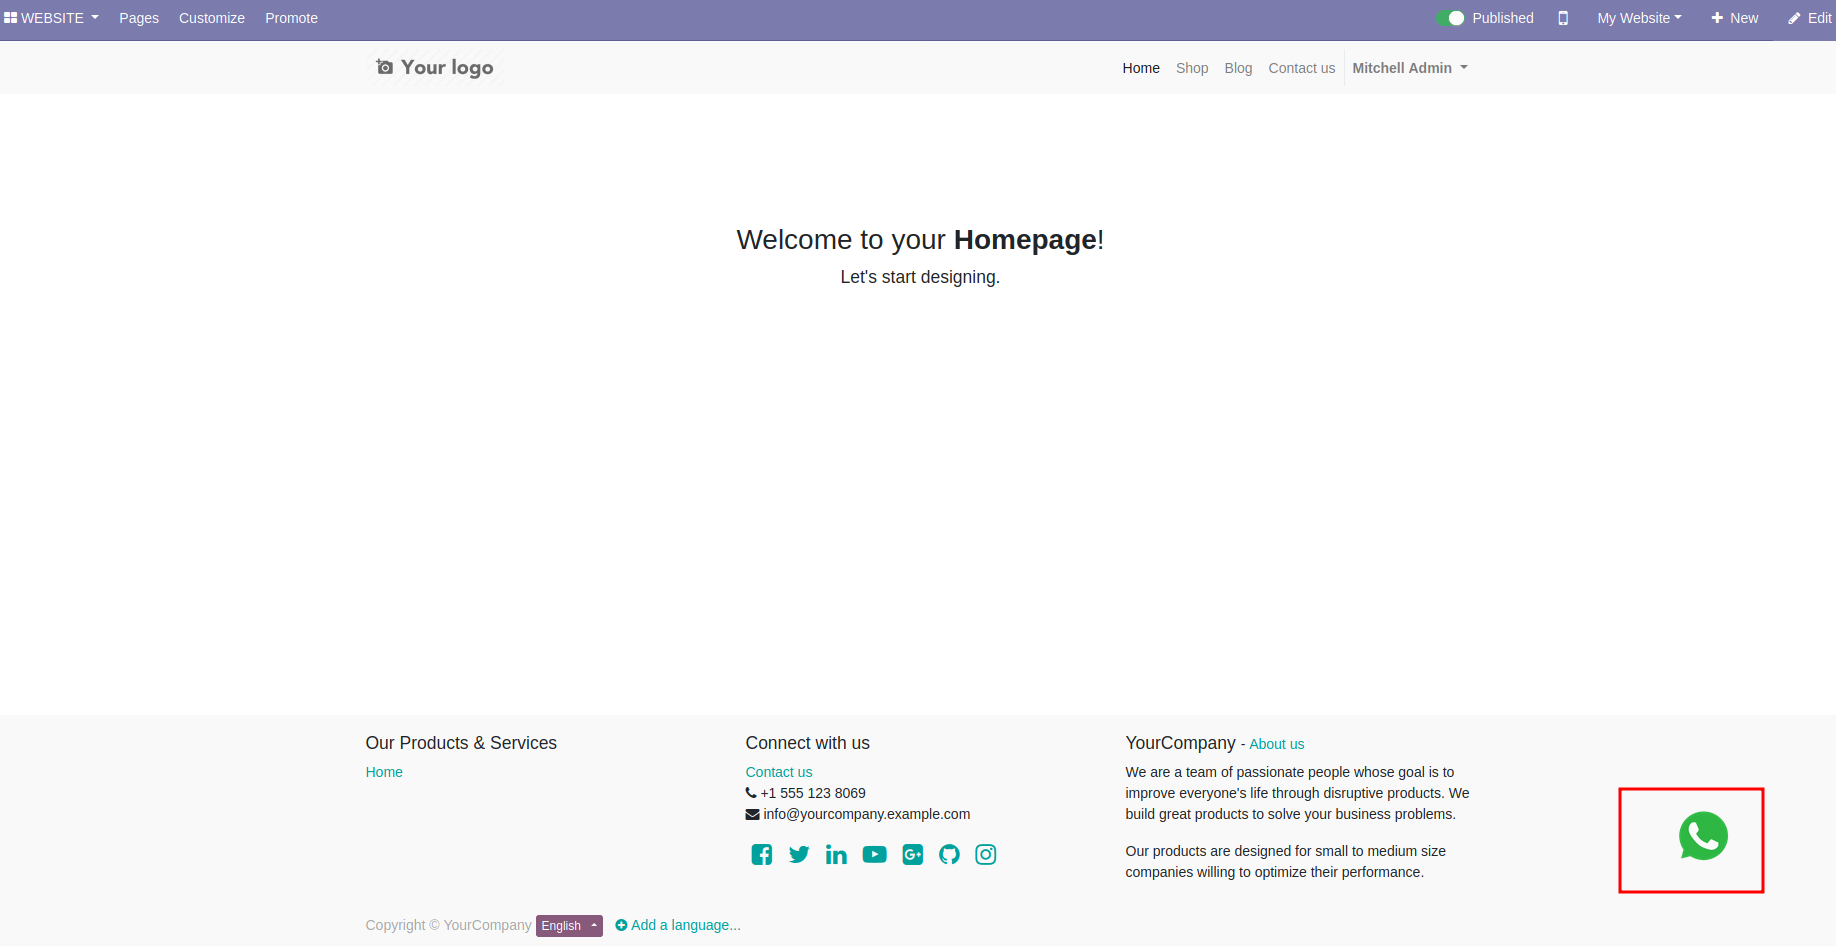 WEBSITE Pages Customize Promote Published My Website New Edit
Your logo Home Shop Blog Contact us Mitchell Admin
Welcome to your Homepage!
Let's start designing.
Our Products & Services
Home
Connect with us
Contact us
+1 555 123 8069
info@yourcompany.example.com
YourCompany - About us
We are a team of passionate people whose goal is to
improve everyone's life through disruptive products. We
build great products to solve your business problems.
Our products are designed for small to medium size
companies willing to optimize their performance.
Copyright © YourCompany English Add a language...